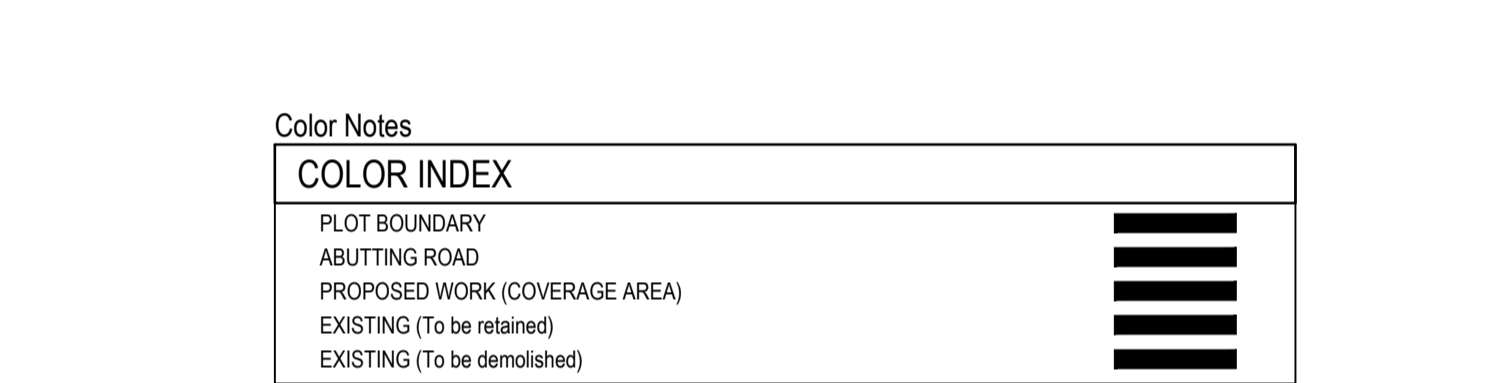 Color Notes
COLOR INDEX
PLOT BOUNDARY
ABUTTING ROAD
PROPOSED WORK (COVERAGE AREA)
EXISTING (To be retained)
EXISTING (To be demolished)